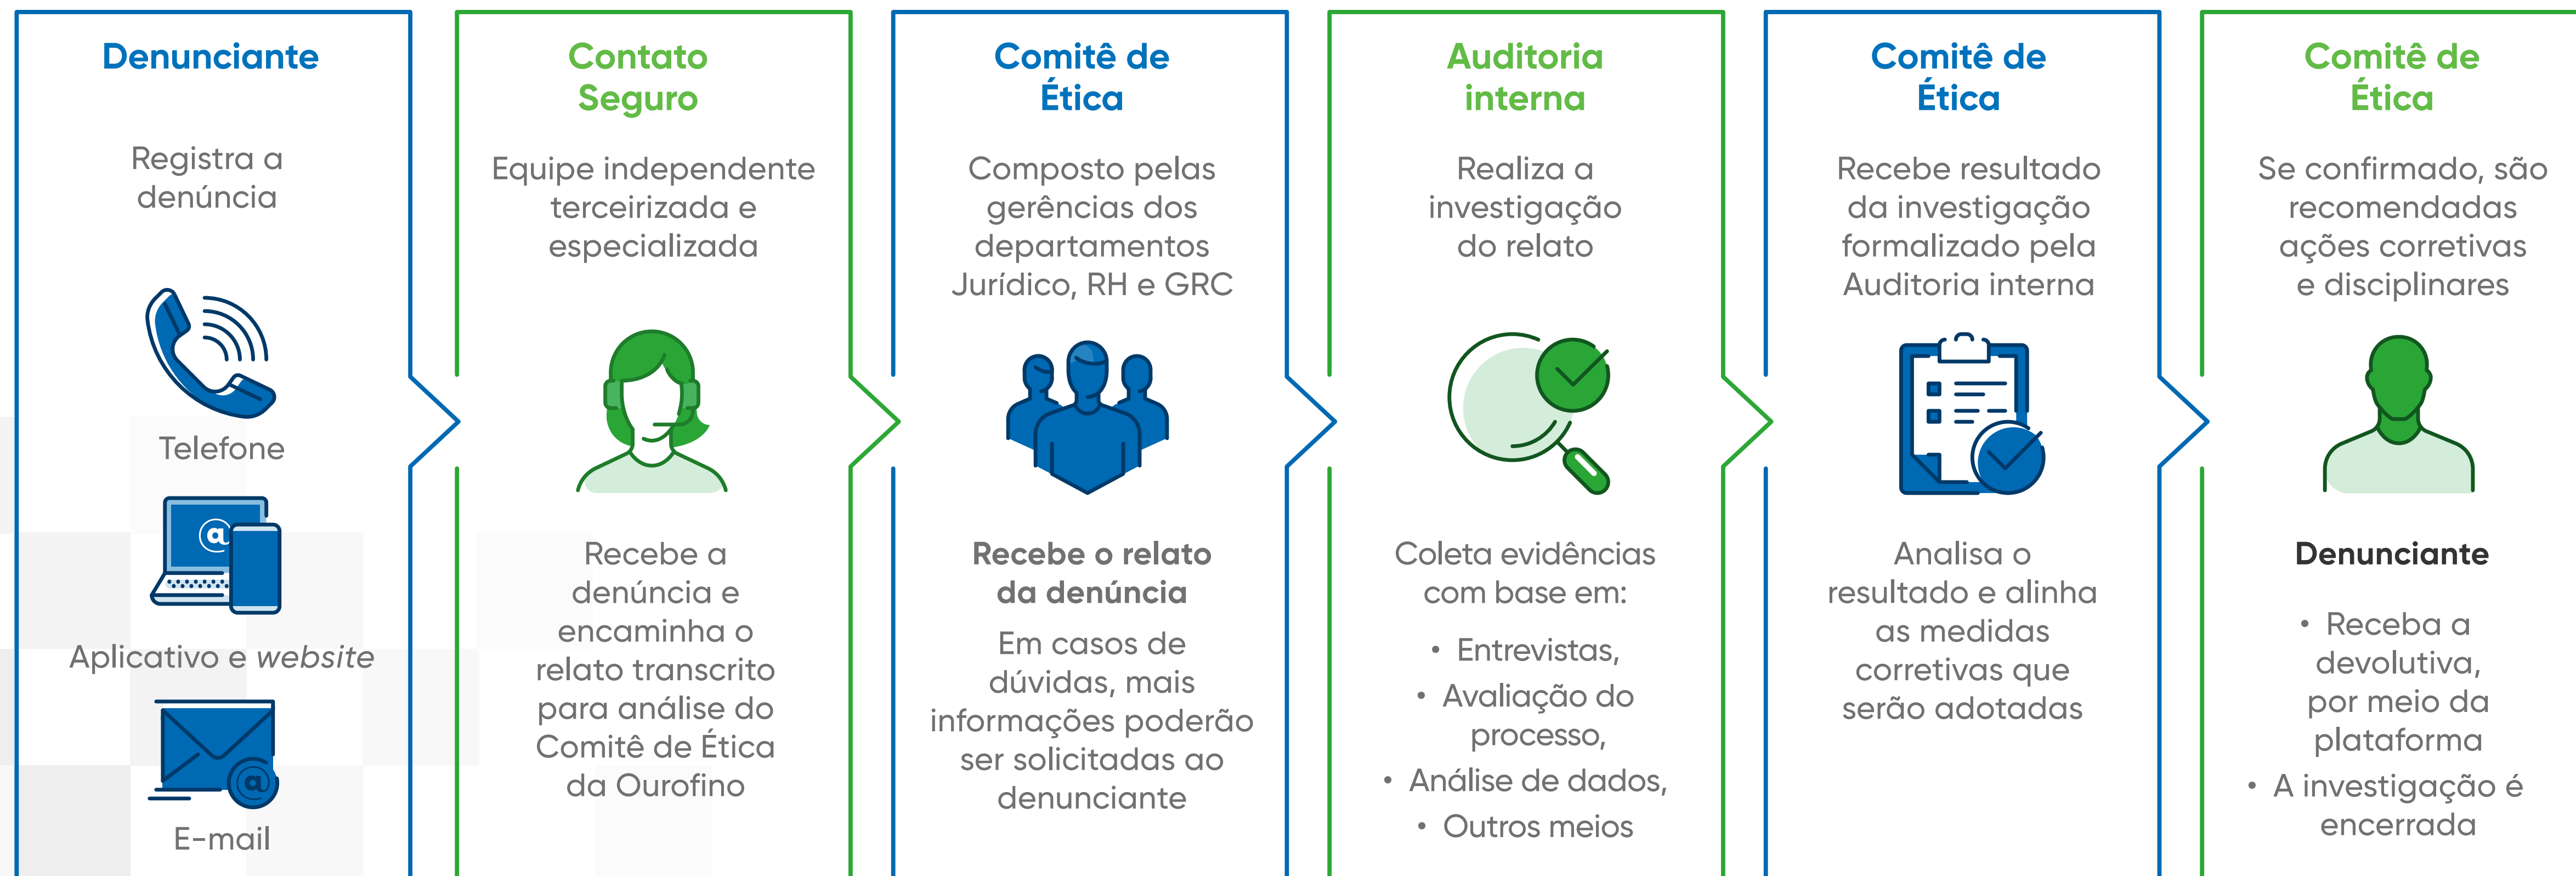 Denunciante
Registra a
denúncia
Telefone
@
Aplicativo e website
@
E-mail
Contato
Seguro
Equipe independente
terceirizada e
especializada
Recebe a
denúncia e
encaminha o
relato transcrito
para análise do
Comitê de Ética
da Ourofino
Comitê de
Ética
Composto pelas
gerências dos
departamentos
Jurídico, RH e GRC
Recebe o relato
da denúncia
Em casos de
dúvidas, mais
informações poderão
ser solicitadas ao
denunciante
Auditoria
interna
Realiza a
investigação
do relato
Coleta evidências
com base em:
• Entrevistas,
• Avaliação do
processo,
• Análise de dados,
• Outros meios
Comitê de
Ética
Recebe resultado
da investigação
formalizado pela
Auditoria interna
Analisa o
resultado e alinha
as medidas
corretivas que
serão adotadas
Comitê de
Ética
Se confirmado, são
recomendadas
ações corretivas
e disciplinares
Denunciante
• Receba a
devolutiva,
por meio da
plataforma
• A investigação é
encerrada